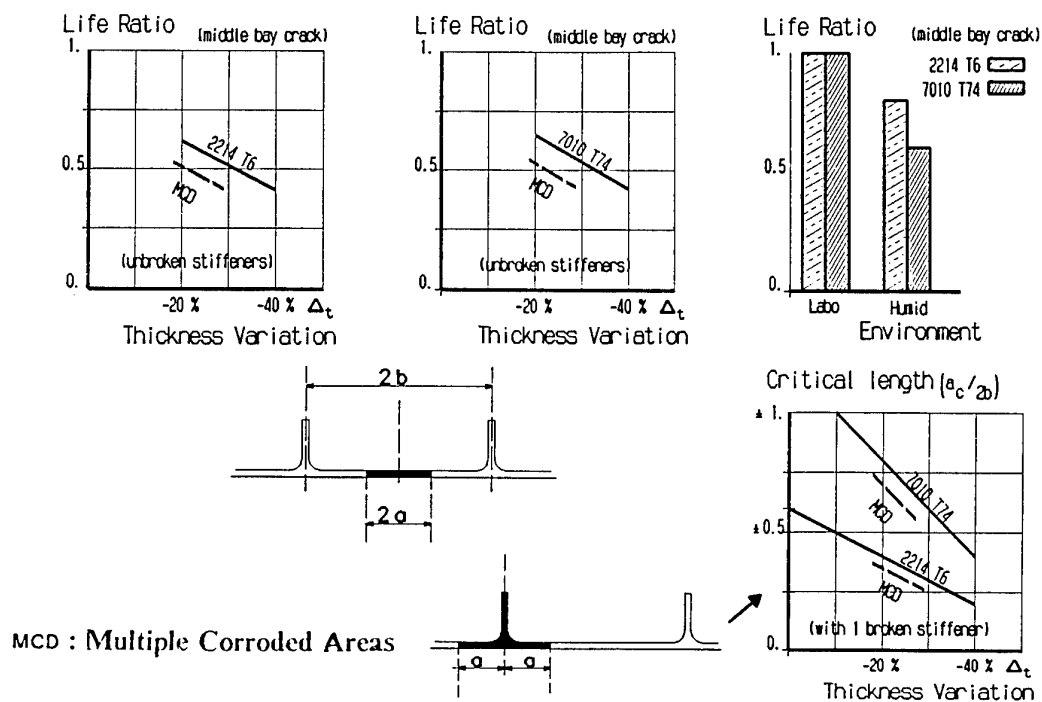 Life Ratio
(middle bay crack)
1.
0.5
0.
2214 T6
MCD
(unbroken stiffeners)
-20 % -40 % Δt
Thickness Variation
Life Ratio
(middle bay crack)
1.
0.5
0.
7010 T74
MCD
(unbroken stiffeners)
-20 % -40 % Δt
Thickness Variation
Life Ratio
(middle bay crack)
2214 T6
7010 T74
1.
0.5
0.
Labo Humid
Environment
2b
2a
MCD : Multiple Corroded Areas
a a
Critical length (ac/2b)
± 1.
± 0.5
0.
7010 T74
MCD
2214 T6
MCD
(with 1 broken stiffener)
-20 % -40 % Δt
Thickness Variation